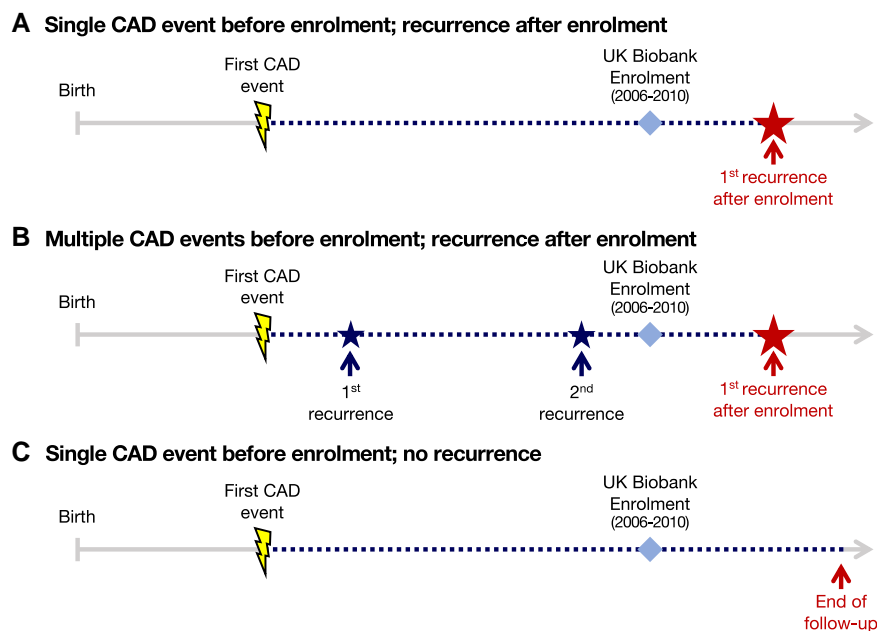 A Single CAD event before enrolment; recurrence after enrolment
First CAD
event
UK Biobank
Enrolment
(2006-2010)
Birth
1st recurrence
after enrolment
B Multiple CAD events before enrolment; recurrence after enrolment
First CAD
event
UK Biobank
Enrolment
(2006-2010)
Birth
1st
recurrence
2nd
recurrence
1st recurrence
after enrolment
C Single CAD event before enrolment; no recurrence
First CAD
event
UK Biobank
Enrolment
(2006-2010)
Birth
End of
follow-up